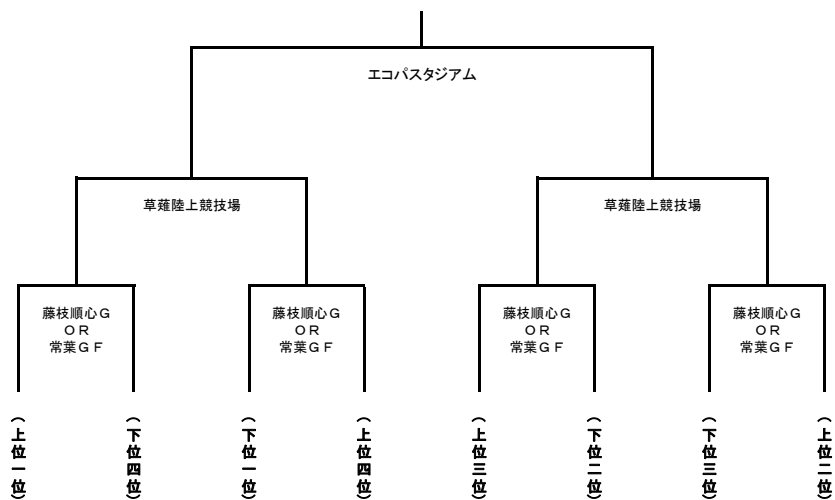 エコパスタジアム
草薙陸上競技場
草薙陸上競技場
藤枝順心G
OR
常葉GF
藤枝順心G
OR
常葉GF
藤枝順心G
OR
常葉GF
藤枝順心G
OR
常葉GF
(上位一位)
(下位四位)
(下位一位)
(上位四位)
(上位三位)
(下位二位)
(下位三位)
(上位二位)